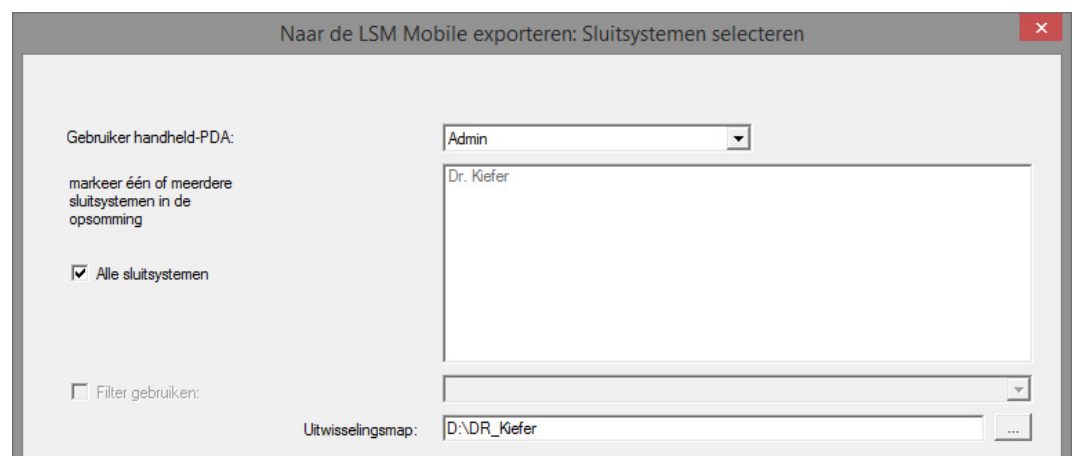 Naar de LSM Mobile exporteren: Sluitsystemen selecteren
Gebruiker handheld-PDA:
Admin
markeer één of meerdere
sluitsystemen in de
opsomming
Dr. Kiefer
Alle sluitsystemen
Filter gebruiken:
Uitwisselingsmap:
D:\DR_Kiefer
...